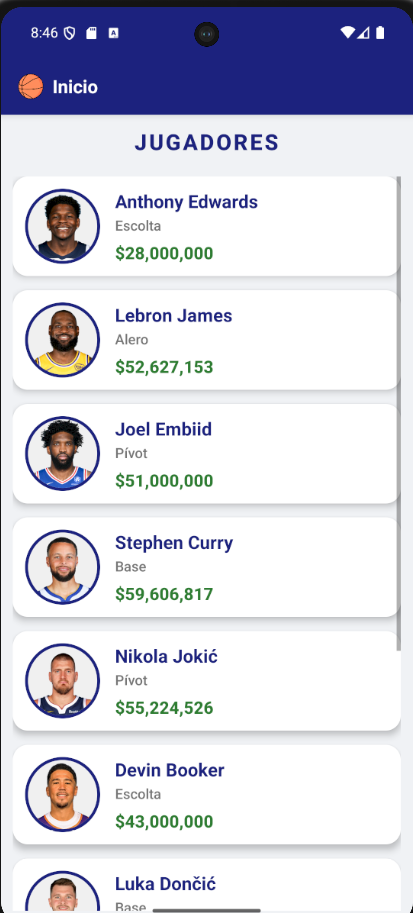 8:46
Inicio
JUGADORES
Anthony Edwards
Escolta
$28,000,000
Lebron James
Alero
$52,627,153
Joel Embiid
Pívot
$51,000,000
Stephen Curry
Base
$59,606,817
Nikola Jokić
Pívot
$55,224,526
Devin Booker
Escolta
$43,000,000
Luka Dončić
Base